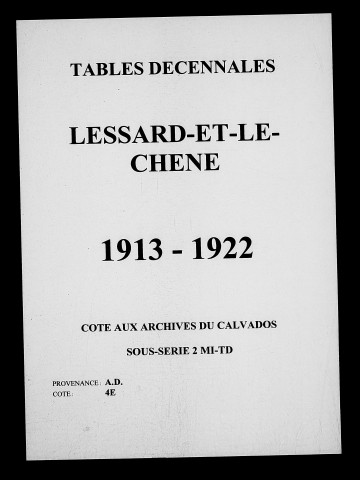 TABLES DECENNALES
LESSARD-ET-LE-
CHENE
1913 - 1922
COTE AUX ARCHIVES DU CALVADOS
SOUS-SERIE 2 MI-TD
PROVENANCE: A.D.
COTE: 4E